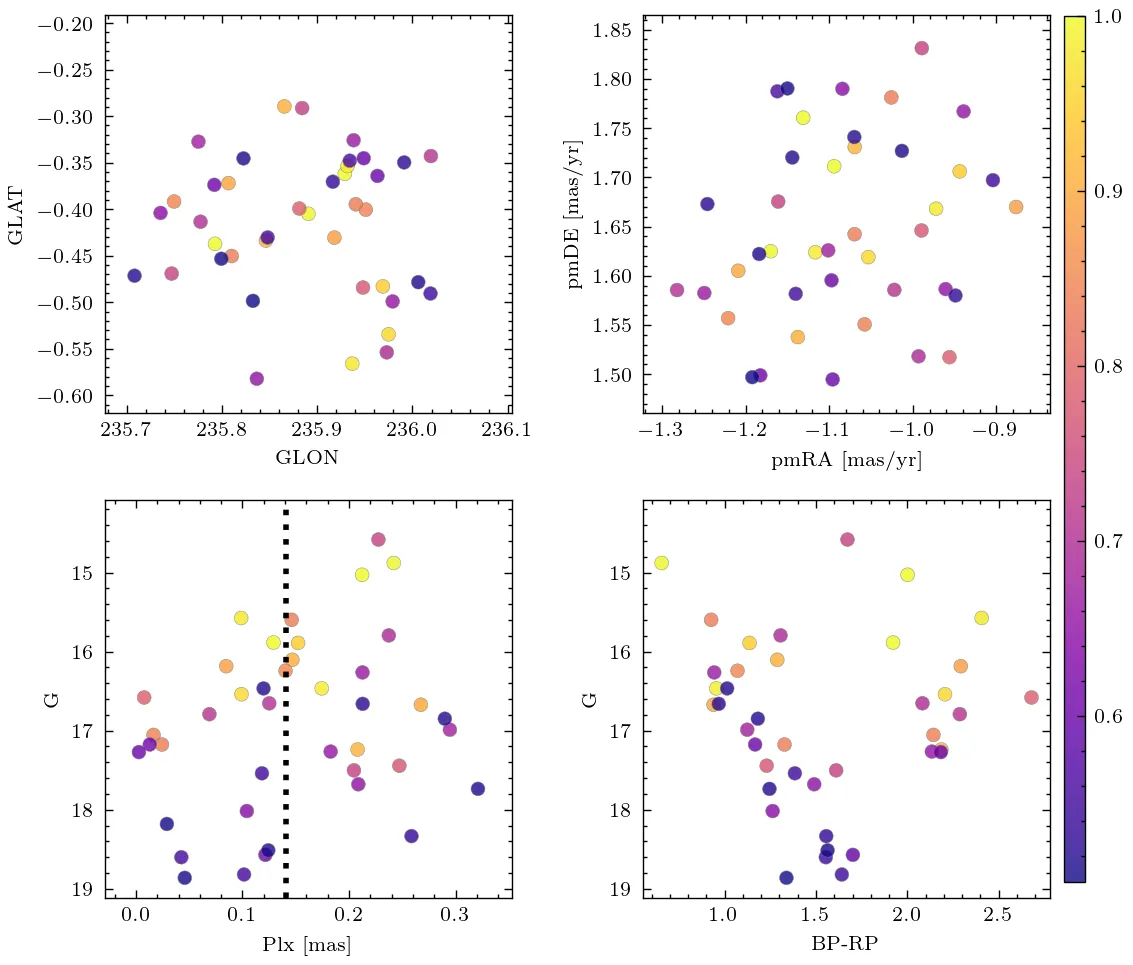 −0.20
−0.25
−0.30
−0.35
−0.40
−0.45
−0.50
−0.55
−0.60
GLAT
235.7 235.8 235.9 236.0 236.1
GLON
1.85
1.80
1.75
1.70
1.65
1.60
1.55
1.50
pmDE [mas/yr]
−1.3 −1.2 −1.1 −1.0 −0.9
pmRA [mas/yr]
1.0
0.9
0.8
0.7
0.6
15
16
17
18
19
G
0.0 0.1 0.2 0.3
Plx [mas]
15
16
17
18
19
G
1.0 1.5 2.0 2.5
BP-RP